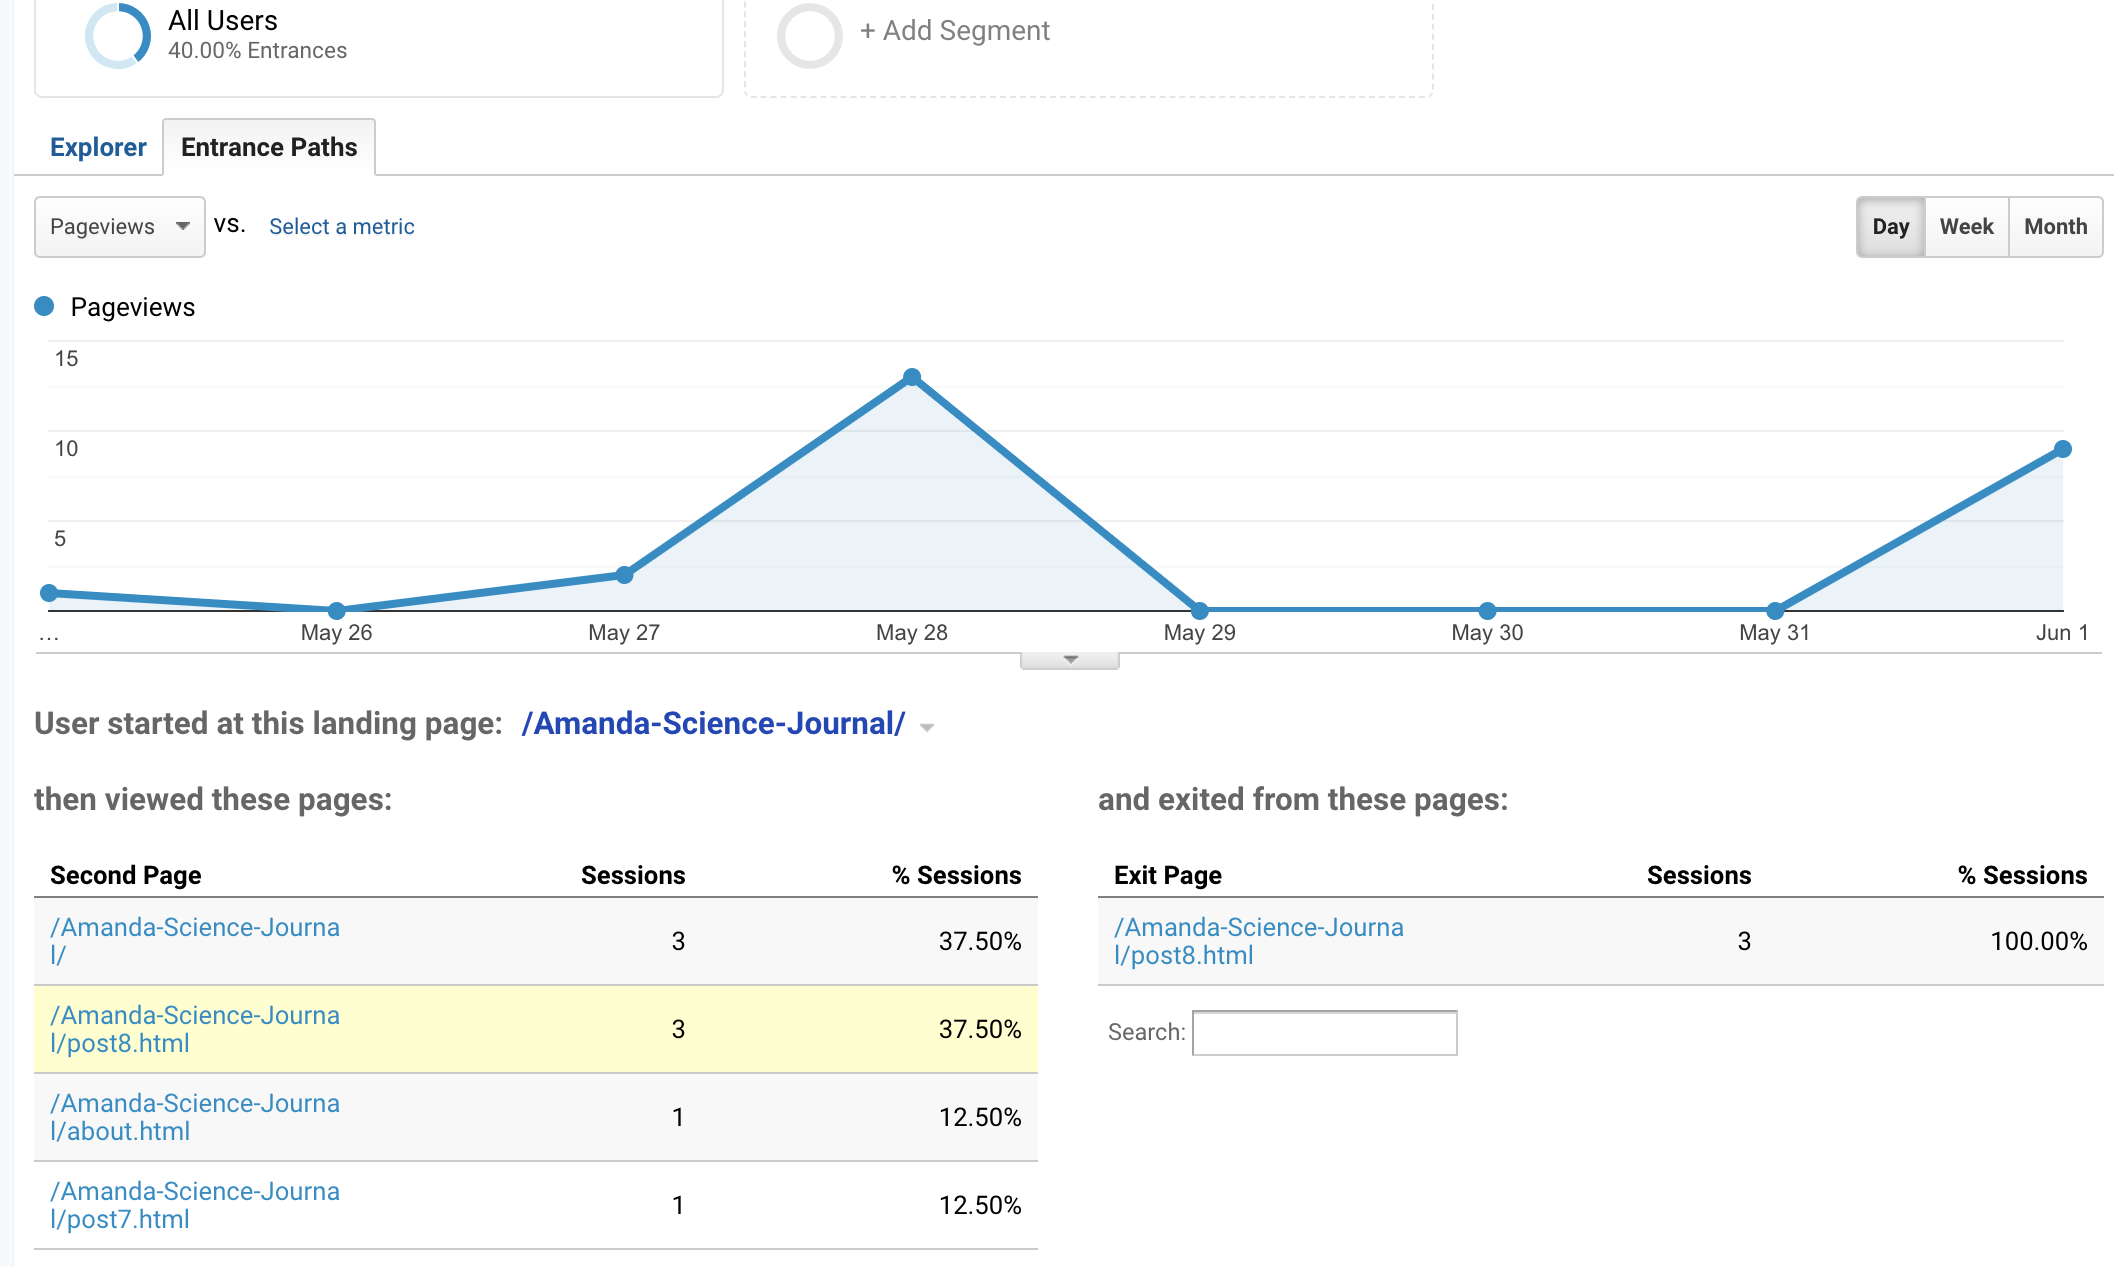 All Users
40.00% Entrances
+ Add Segment
Explorer
Entrance Paths
Pageviews
vs.
Select a metric
Day
Week
Month
Pageviews
15
10
5
...
May 26
May 27
May 28
May 29
May 30
May 31
Jun 1
User started at this landing page: /Amanda-Science-Journal/
then viewed these pages:
Second Page Sessions % Sessions
/Amanda-Science-Journa
l/
3 37.50%
/Amanda-Science-Journa
l/post8.html
3 37.50%
/Amanda-Science-Journa
l/about.html
1 12.50%
/Amanda-Science-Journa
l/post7.html
1 12.50%
and exited from these pages:
Exit Page Sessions % Sessions
/Amanda-Science-Journa
l/post8.html
3 100.00%
Search: